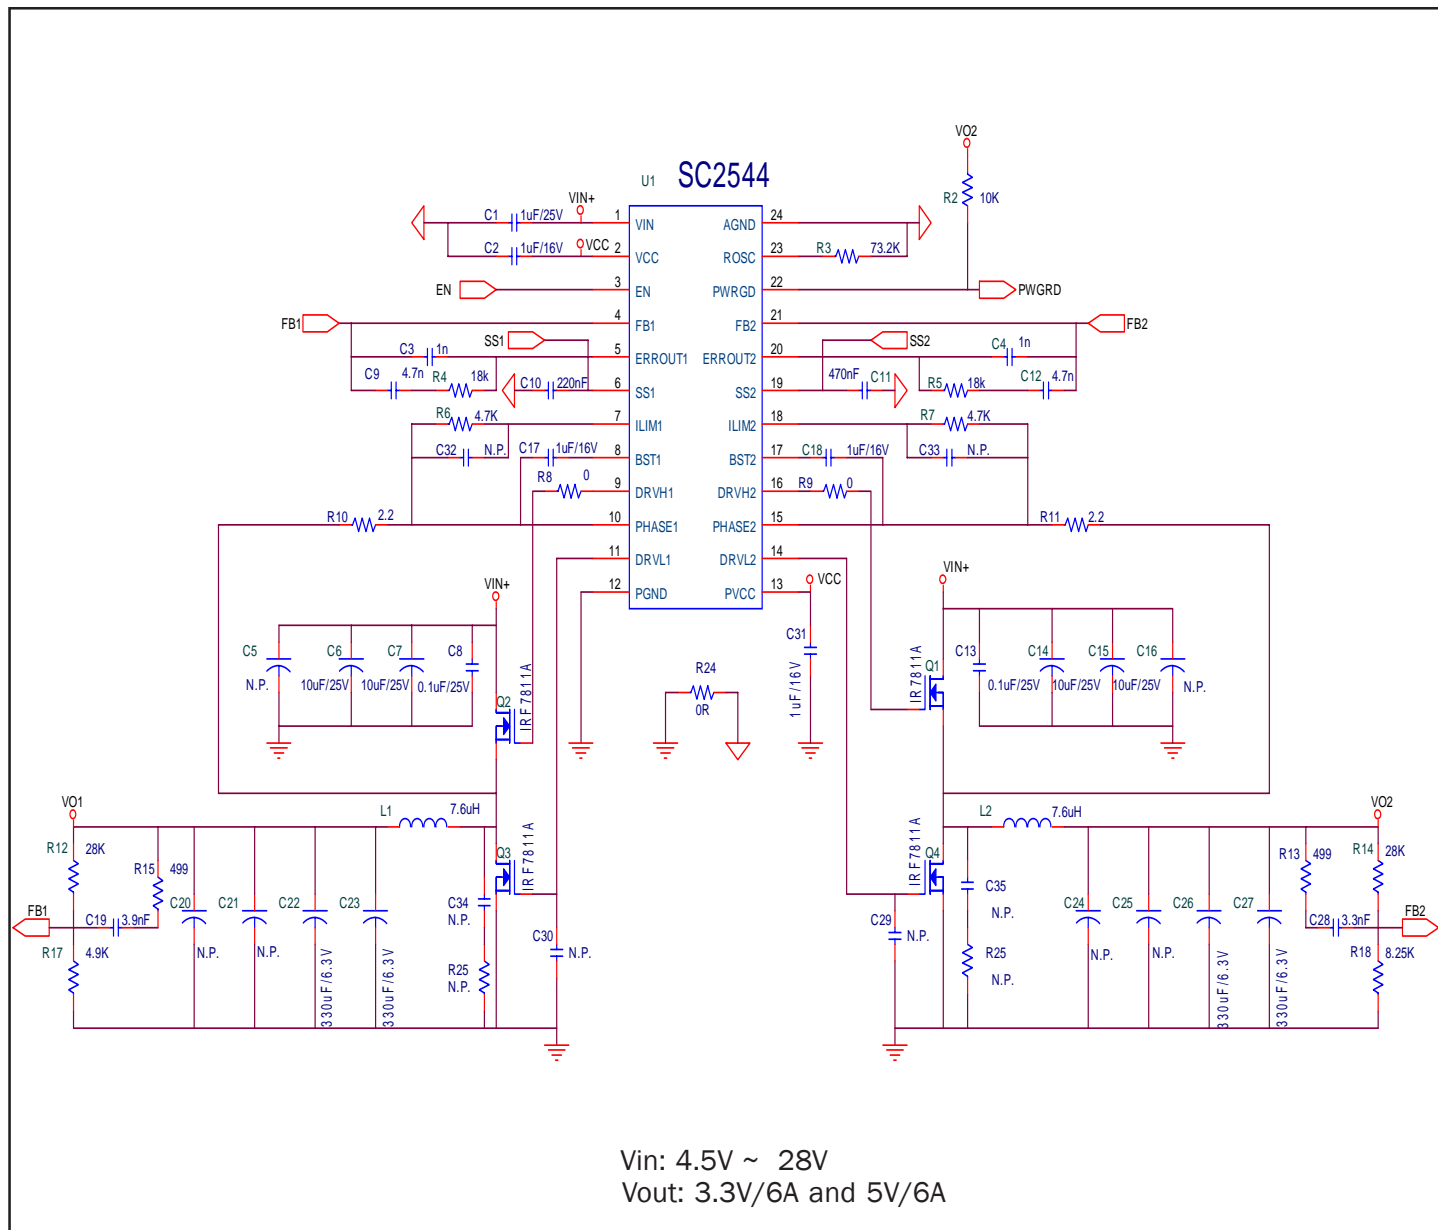 VO2
R2 10K
U1 SC2544
VIN+
C1 1uF/25V 1 VIN AGND 24
VCC
C2 1uF/16V 2 VCC ROSC 23 R3 73.2K
EN 3 EN PWRGD 22 PWGRD
FB1 4 FB1 FB2 21 FB2
SS1 SS2
C3 1n 5 ERROUT1 ERROUT2 20 C4 1n
C9 4.7n R4 18k C10 220nF 6 SS1 SS2 19 470nF C11 R5 18k C12 4.7n
R6 4.7K 7 ILIM1 ILIM2 18 R7 4.7K
C32 N.P. C17 1uF/16V 8 BST1 BST2 17 C18 1uF/16V C33 N.P.
R8 0 9 DRVH1 DRVH2 16 R9 0
R10 2.2 10 PHASE1 PHASE2 15 R11 2.2
11 DRVL1 DRVL2 14
12 PGND PVCC 13 VCC
VIN+ VIN+
C5 N.P. C6 10uF/25V C7 10uF/25V C8 0.1uF/25V
Q2 IRF7811A
R24 0R
C31 1uF/16V
Q1 IR7811A
C13 0.1uF/25V C14 10uF/25V C15 10uF/25V C16 N.P.
VO1 L1 7.6uH L2 7.6uH VO2
R12 28K R15 499
Q3 IRF7811A
Q4 IRF7811A
R13 499 R14 28K
FB1 C19 3.9nF C20 N.P. C21 N.P. C22 330uF/6.3V C23 330uF/6.3V C34 N.P.
R17 4.9K R25 N.P. C30 N.P.
C29 N.P. C35 N.P. R25 N.P.
C24 N.P. C25 N.P. C26 330uF/6.3V C27 330uF/6.3V C28 3.3nF FB2
R18 8.25K
Vin: 4.5V ~ 28V
Vout: 3.3V/6A and 5V/6A